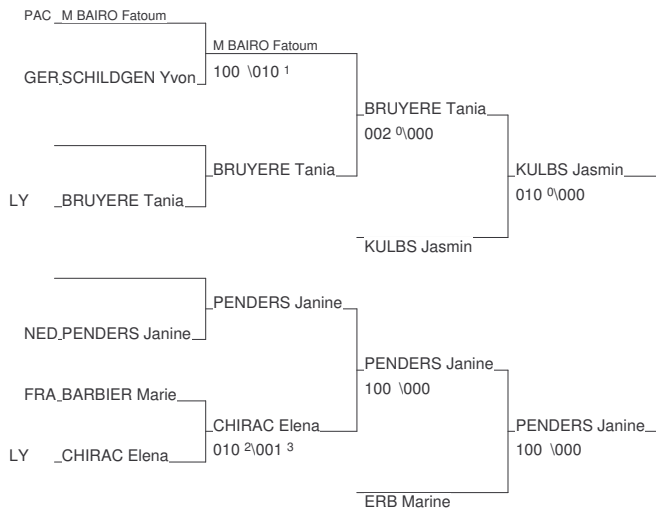 PAC M BAIRO Fatoum
M BAIRO Fatoum
100 \010 1
GER SCHILDGEN Yvon
BRUYERE Tania
002 0\000
BRUYERE Tania
KULBS Jasmin
010 0\000
LY BRUYERE Tania
KULBS Jasmin
PENDERS Janine
NED PENDERS Janine
PENDERS Janine
100 \000
FRA BARBIER Marie
CHIRAC Elena
010 2\001 3
PENDERS Janine
100 \000
LY CHIRAC Elena
ERB Marine